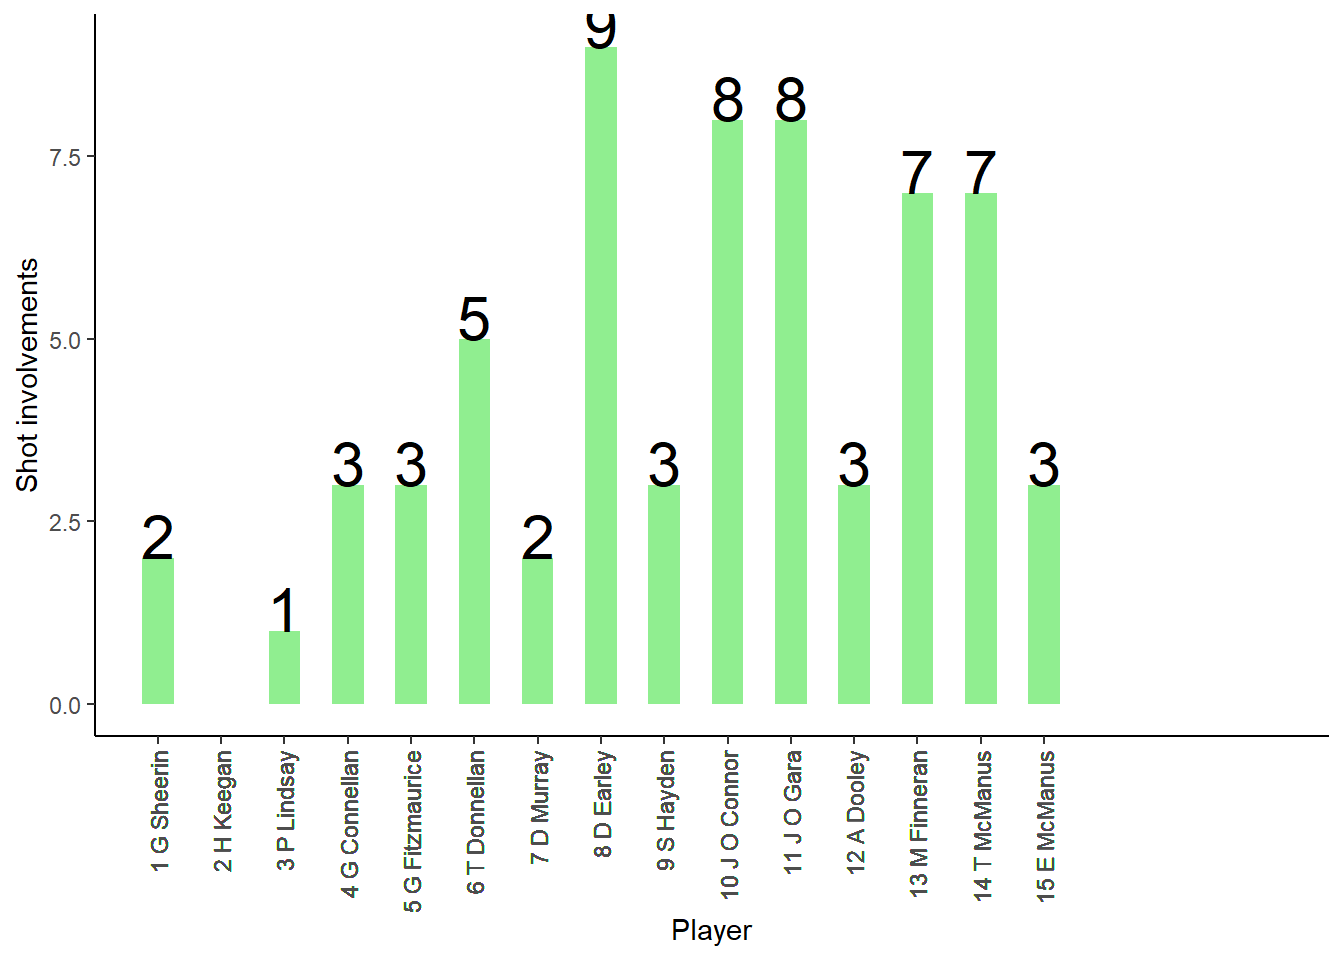 9
8 8
7 7
5
3 3 3 3 3
2 2
1
7.5
5.0
2.5
0.0
Shot involvements
1 G Sheerin
2 H Keegan
3 P Lindsay
4 G Connellan
5 G Fitzmaurice
6 T Donnellan
7 D Murray
8 D Earley
9 S Hayden
10 J O Connor
11 J O Gara
12 A Dooley
13 M Finneran
14 T McManus
15 E McManus
Player